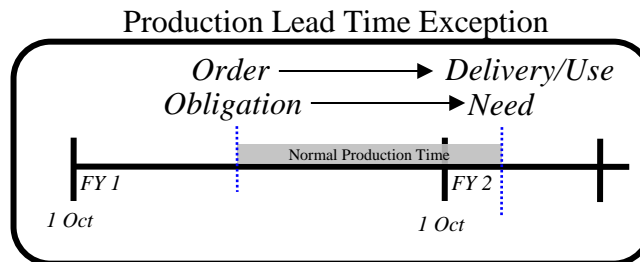 Production Lead Time Exception
Order Delivery/Use
Obligation Need
Normal Production Time
FY 1 FY 2
1 Oct 1 Oct